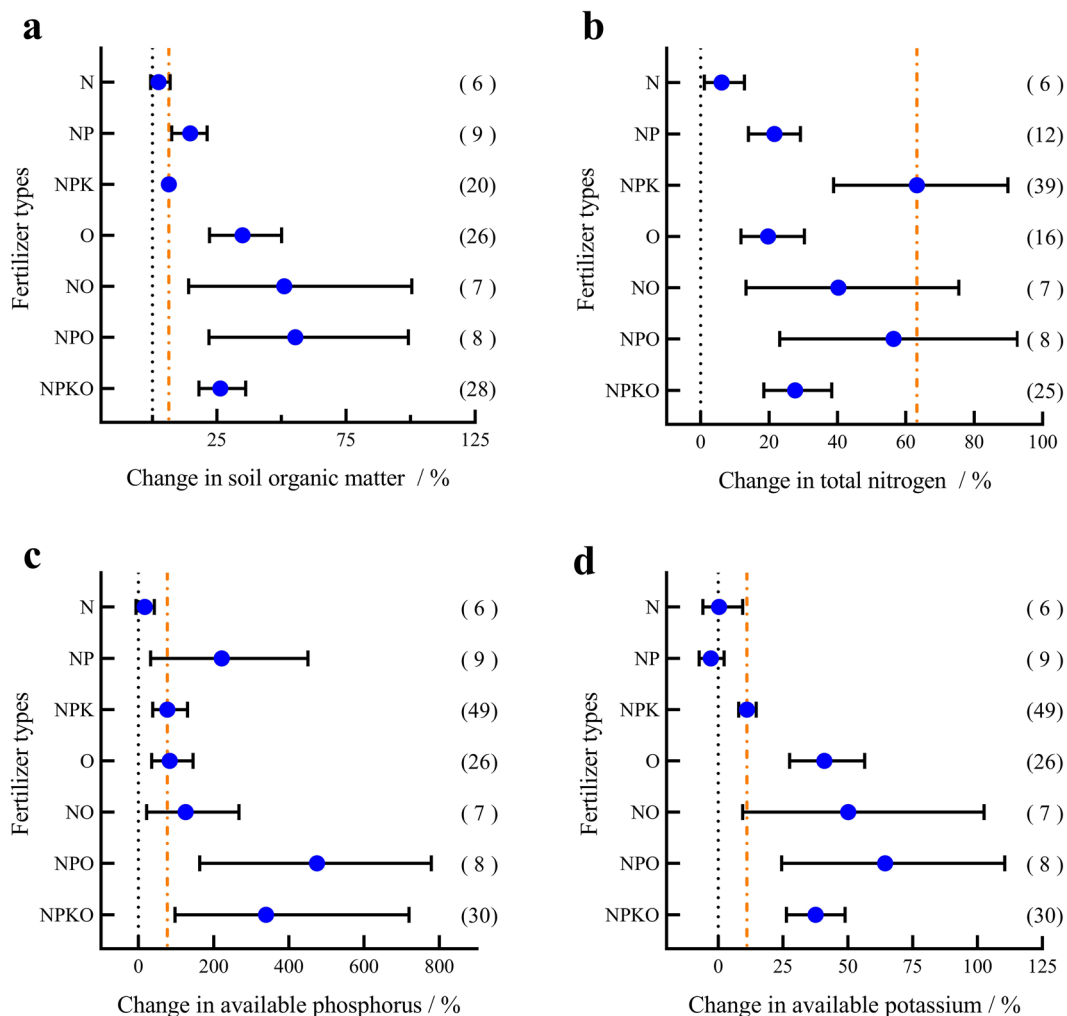 a
Fertilizer types
N
( 6 )
NP
( 9 )
NPK
(20)
O
(26)
NO
( 7 )
NPO
( 8 )
NPKO
(28)
25
75
125
Change in soil organic matter / %
b
Fertilizer types
N
( 6 )
NP
(12)
NPK
(39)
O
(16)
NO
( 7 )
NPO
( 8 )
NPKO
(25)
0
20
40
60
80
100
Change in total nitrogen / %
c
Fertilizer types
N
( 6 )
NP
( 9 )
NPK
(49)
O
(26)
NO
( 7 )
NPO
( 8 )
NPKO
(30)
0
200
400
600
800
Change in available phosphorus / %
d
Fertilizer types
N
( 6 )
NP
( 9 )
NPK
(49)
O
(26)
NO
( 7 )
NPO
( 8 )
NPKO
(30)
0
25
50
75
100
125
Change in available potassium / %